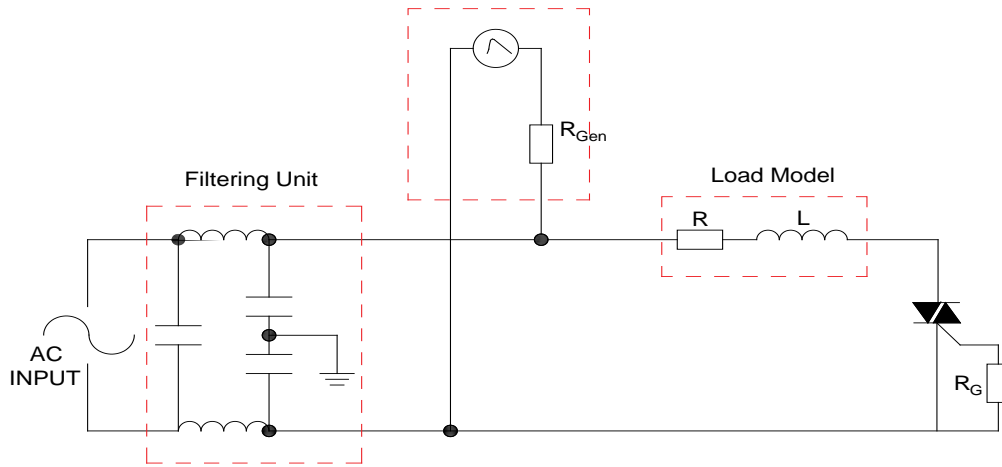 R_Gen
Filtering Unit
Load Model
R
L
AC
INPUT
R_G